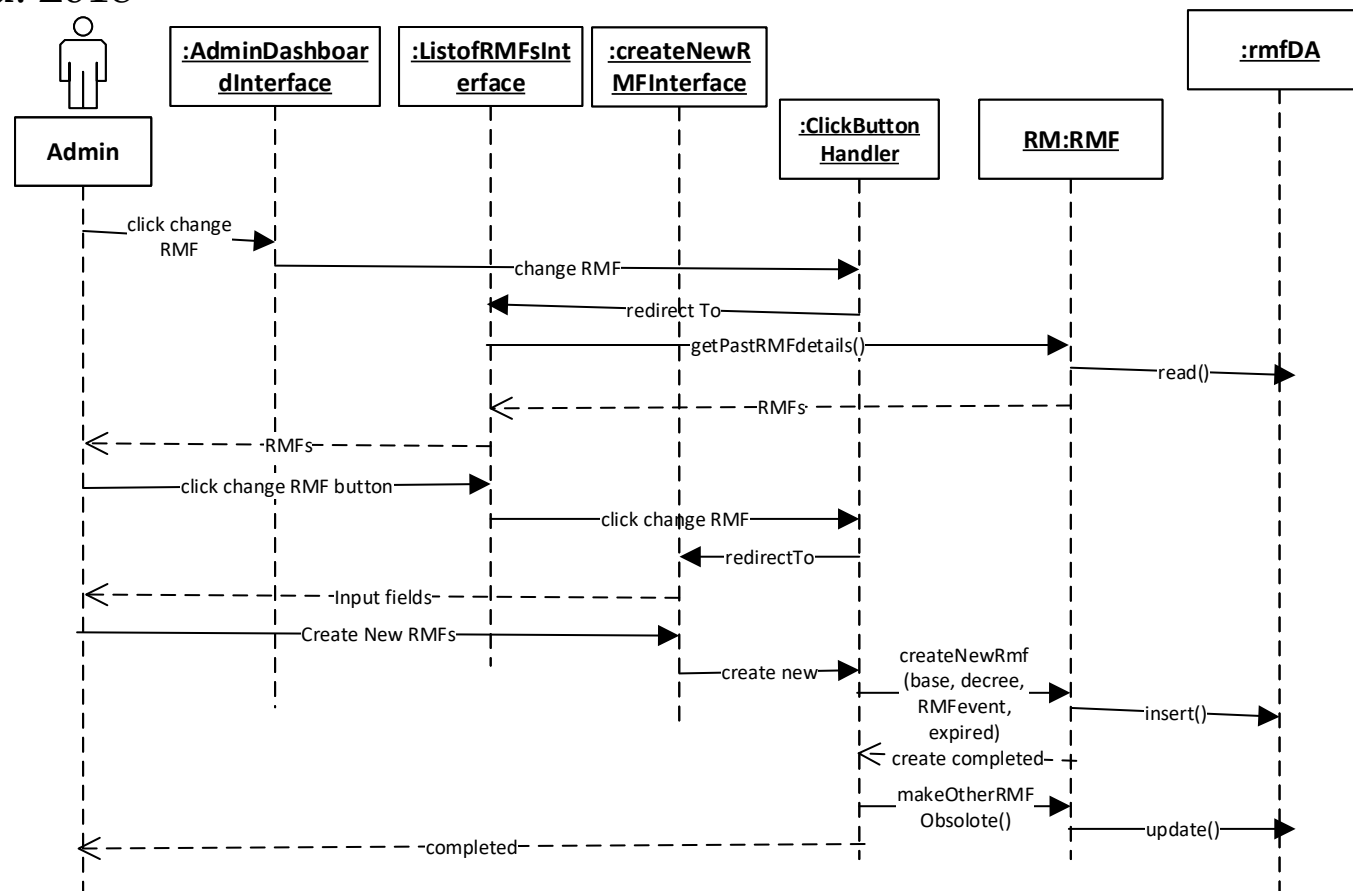 :AdminDashboar
dInterface
:ListofRMFsInt
erface
:createNewR
MFInterface
:rmfDA
:ClickButton
Handler
RM:RMF
Admin
click change
RMF
change RMF
redirect To
getPastRMFdetails()
read()
RMFs
RMFs
click change RMF button
click change RMF
redirectTo
Input fields
Create New RMFs
create new
createNewRmf
(base, decree,
RMFevent,
expired)
insert()
create completed
makeOtherRMF
Obsolote()
update()
completed